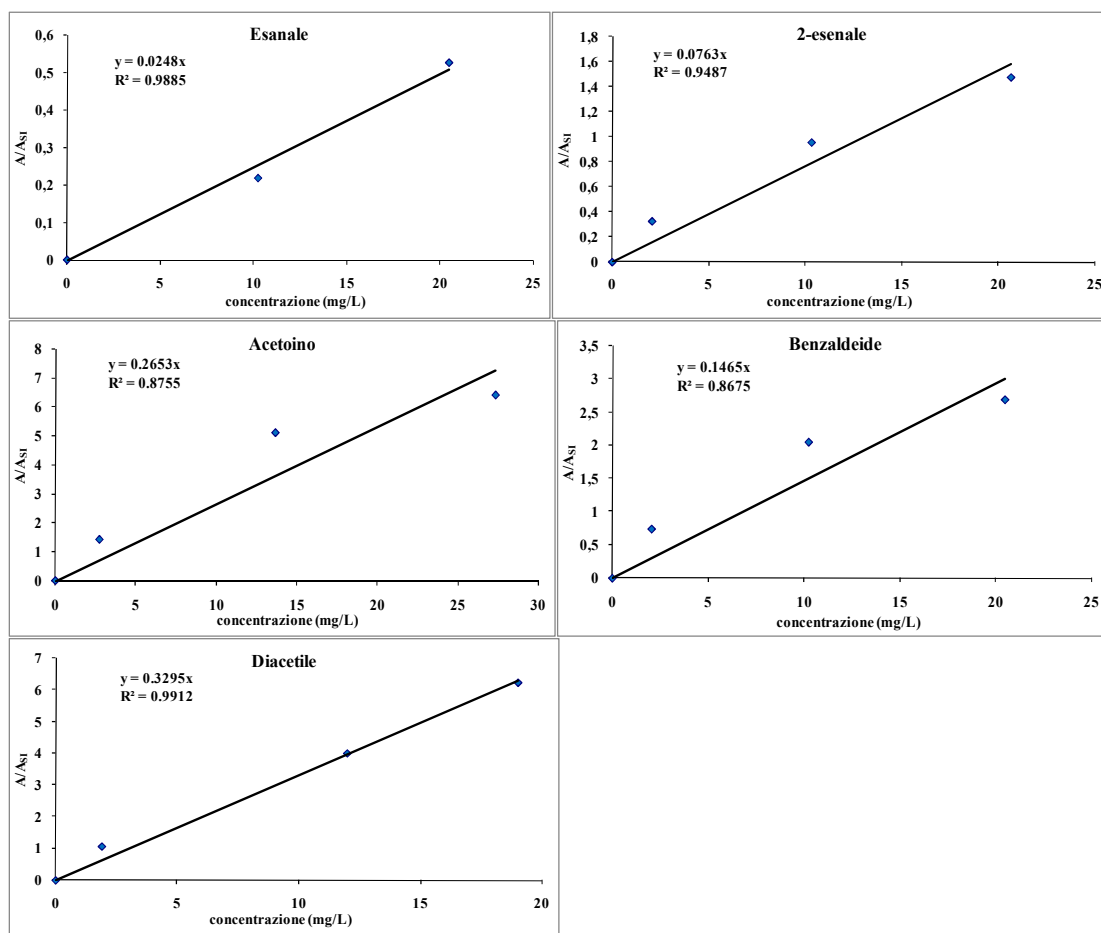 Esanale
y = 0.0248x
R² = 0.9885
A/A_SI
0,6
0,5
0,4
0,3
0,2
0,1
0
0 5 10 15 20 25
concentrazione (mg/L)
2-esenale
y = 0.0763x
R² = 0.9487
A/A_SI
1,8
1,6
1,4
1,2
1
0,8
0,6
0,4
0,2
0
0 5 10 15 20 25
concentrazione (mg/L)
Acetoino
y = 0.2653x
R² = 0.8755
A/A_SI
8
7
6
5
4
3
2
1
0
0 5 10 15 20 25 30
concentrazione (mg/L)
Benzaldeide
y = 0.1465x
R² = 0.8675
A/A_SI
3,5
3
2,5
2
1,5
1
0,5
0
0 5 10 15 20 25
concentrazione (mg/L)
Diacetile
y = 0.3295x
R² = 0.9912
A/A_SI
7
6
5
4
3
2
1
0
0 5 10 15 20
concentrazione (mg/L)